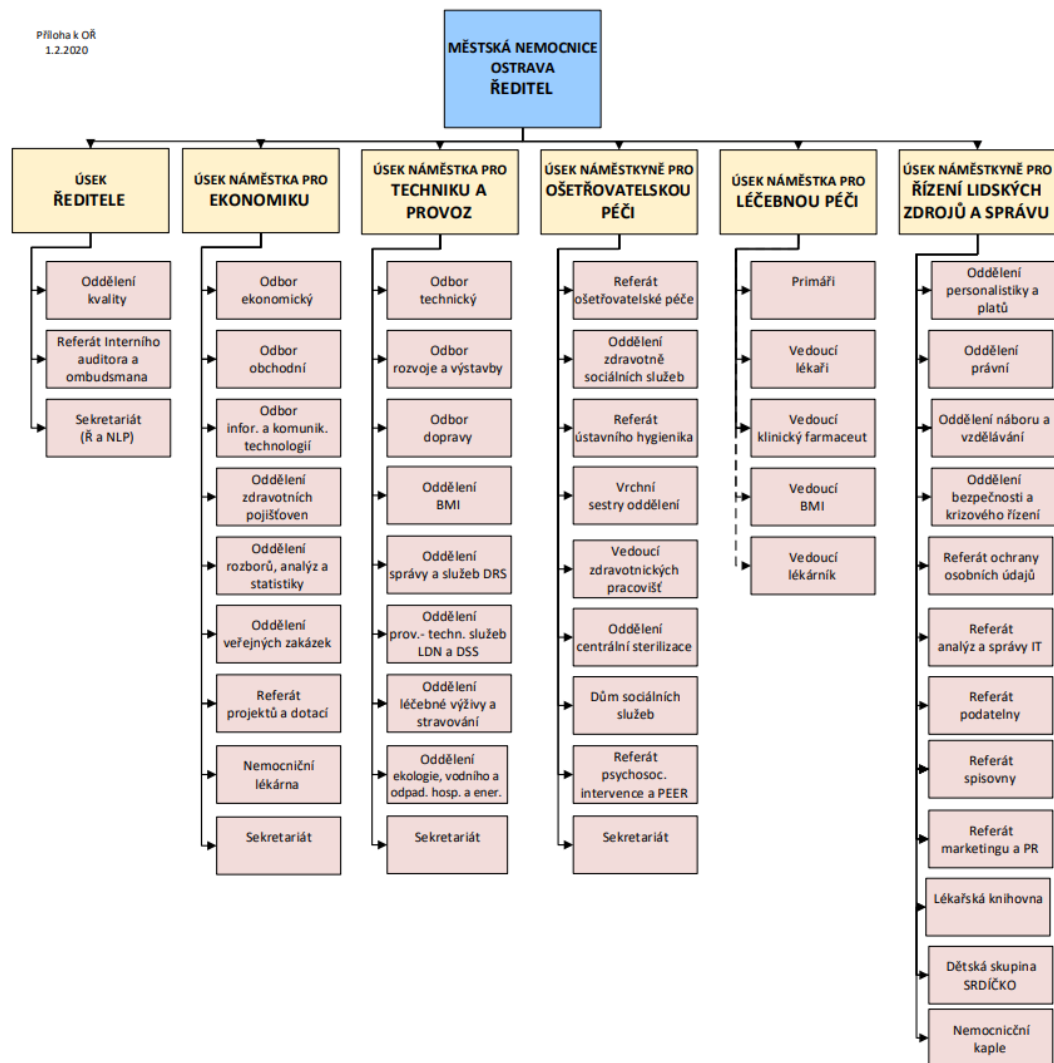 Příloha k OŘ
1.2.2020
MĚSTSKÁ NEMOCNICE
OSTRAVA
ŘEDITEL
ÚSEK
ŘEDITELE
Oddělení
kvality
Referát Interního
auditora a
ombudsmana
Sekretariát
(Ř a NLP)
ÚSEK NÁMĚSTKA PRO
EKONOMIKU
Odbor
ekonomický
Odbor
obchodní
Odbor
infor. a komunik.
technologií
Oddělení
zdravotních
pojišťoven
Oddělení
rozborů, analýz a
statistiky
Oddělení
veřejných zakázek
Referát
projektů a dotací
Nemocniční
lékárna
Sekretariát
ÚSEK NÁMĚSTKA PRO
TECHNIKU A
PROVOZ
Odbor
technický
Odbor
rozvoje a výstavby
Odbor
dopravy
Oddělení
BMI
Oddělení
správy a služeb DRS
Oddělení
prov.- techn. služeb
LDN a DSS
Oddělení
léčebné výživy a
stravování
Oddělení
ekologie, vodního a
odpad. hosp. a ener.
Sekretariát
ÚSEK NÁMĚSTKYNĚ PRO
OŠETŘOVATELSKOU
PÉČI
Referát
ošetřovatelské péče
Oddělení
zdravotně
sociálních služeb
Referát
ústavního hygienika
Vrchní
sestry oddělení
Vedoucí
zdravotnických
pracovišť
Oddělení
centrální sterilizace
Dům sociálních
služeb
Referát
psychosoc.
intervence a PEER
Sekretariát
ÚSEK NÁMĚSTKA PRO
LÉČEBNOU PÉČI
Primáři
Vedoucí
lékaři
Vedoucí
klinický farmaceut
Vedoucí
BMI
Vedoucí
lékárník
ÚSEK NÁMĚSTKYNĚ PRO
ŘÍZENÍ LIDSKÝCH
ZDROJŮ A SPRÁVU
Oddělení
personalistiky a
platů
Oddělení
právní
Oddělení náboru a
vzdělávání
Oddělení
bezpečnosti a
krizového řízení
Referát ochrany
osobních údajů
Referát
analýz a správy IT
Referát
podatelny
Referát
spisovny
Referát
marketingu a PR
Lékařská knihovna
Dětská skupina
SRDÍČKO
Nemocnicční
kaple